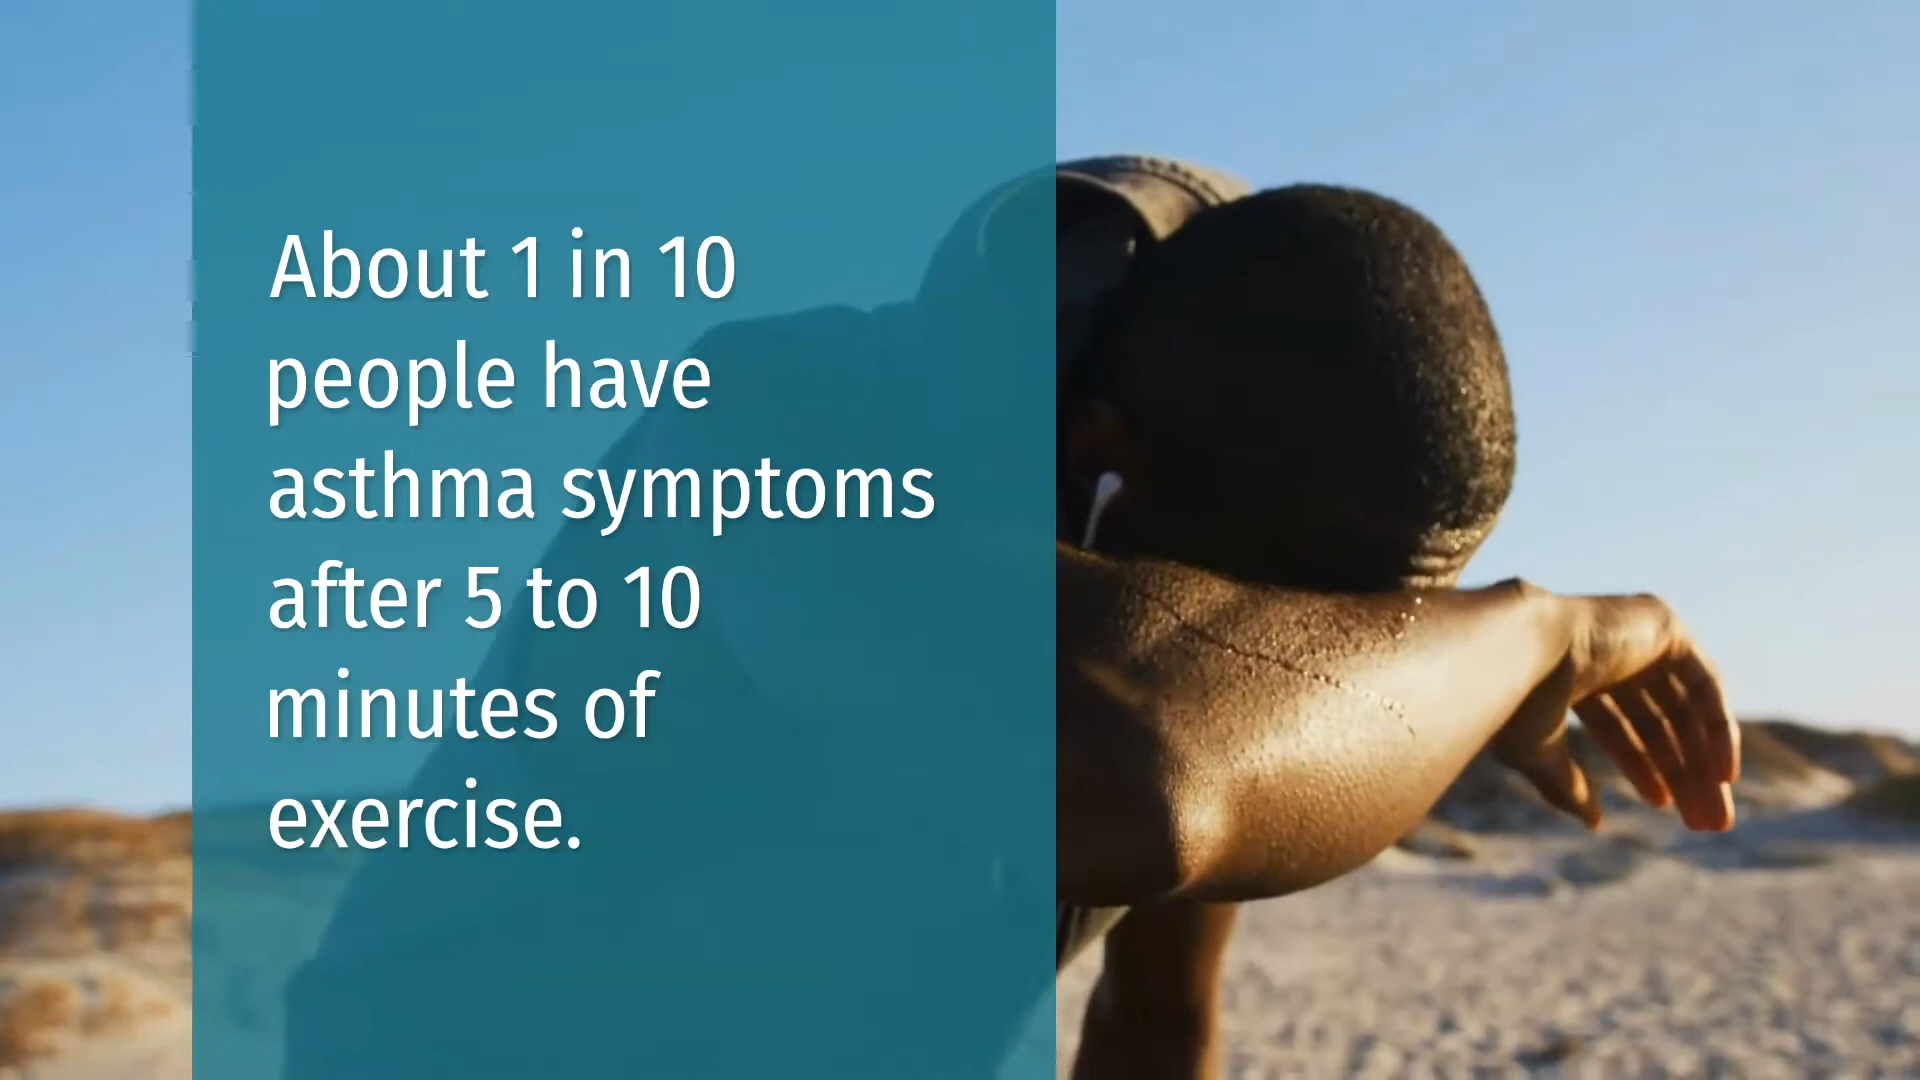 About 1 in 10
people have
asthma symptoms
after 5 to 10
minutes of
exercise.